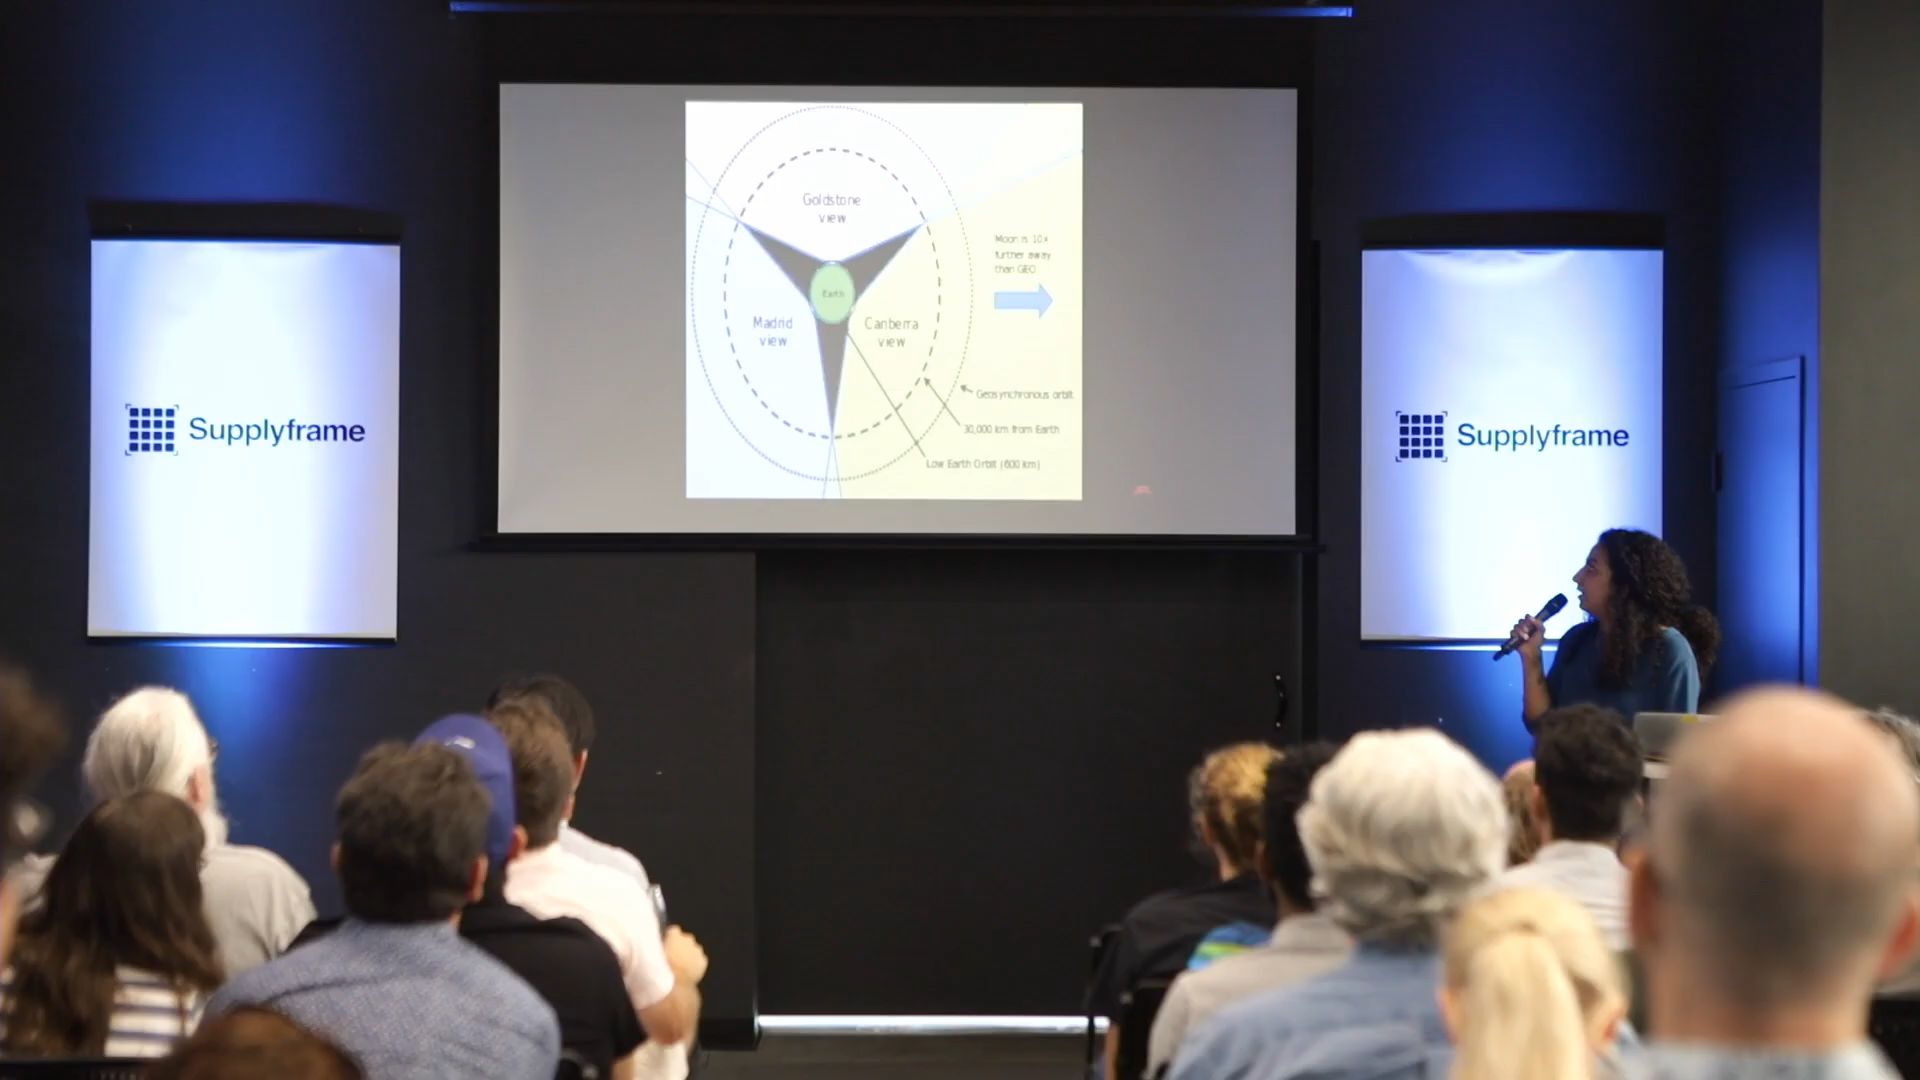 Goldstone
view
Moon is 10x
further away
than GEO
Earth
Madrid
view
Canberra
view
Geosynchronous orbit
30,000 km from Earth
Low Earth Orbit (600 km)
Supplyframe
Supplyframe